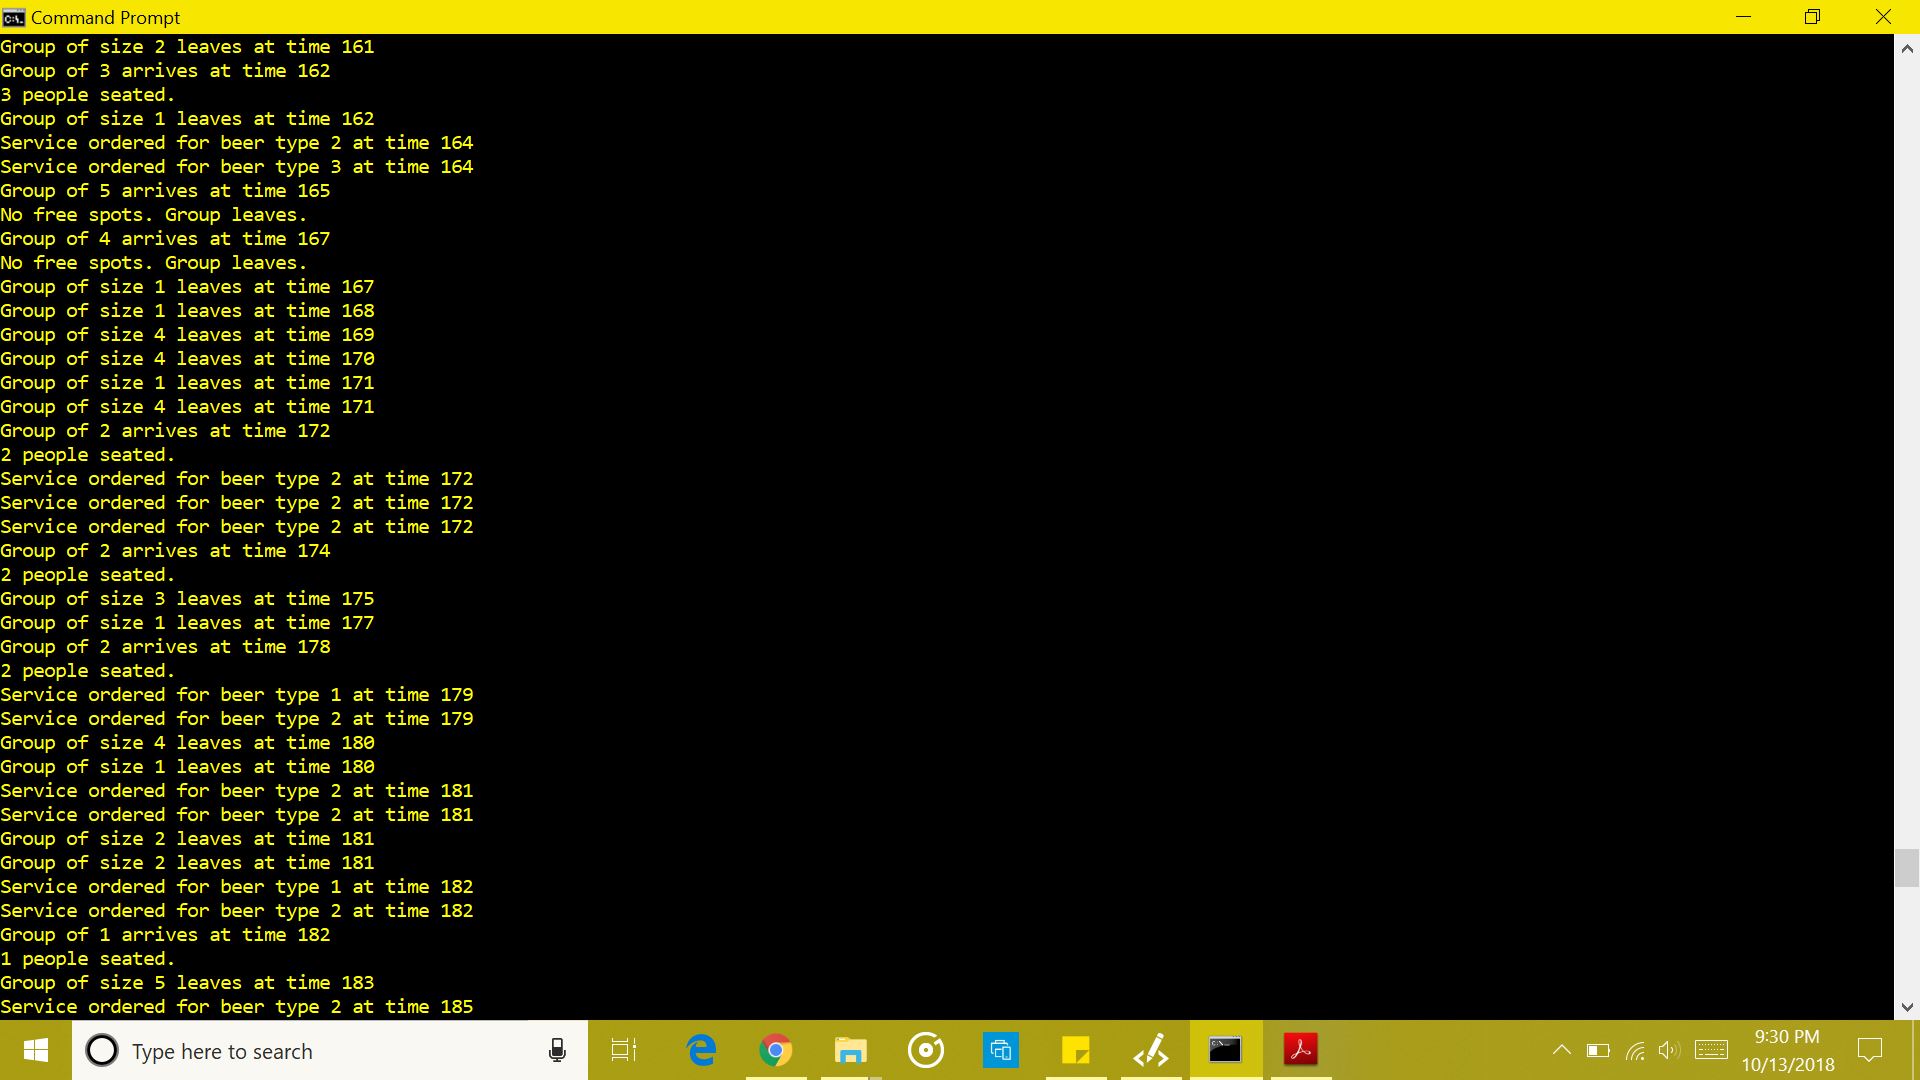 Command Prompt
Group of size 2 leaves at time 161
Group of 3 arrives at time 162
3 people seated.
Group of size 1 leaves at time 162
Service ordered for beer type 2 at time 164
Service ordered for beer type 3 at time 164
Group of 5 arrives at time 165
No free spots. Group leaves.
Group of 4 arrives at time 167
No free spots. Group leaves.
Group of size 1 leaves at time 167
Group of size 1 leaves at time 168
Group of size 4 leaves at time 169
Group of size 4 leaves at time 170
Group of size 1 leaves at time 171
Group of size 4 leaves at time 171
Group of 2 arrives at time 172
2 people seated.
Service ordered for beer type 2 at time 172
Service ordered for beer type 2 at time 172
Service ordered for beer type 2 at time 172
Group of 2 arrives at time 174
2 people seated.
Group of size 3 leaves at time 175
Group of size 1 leaves at time 177
Group of 2 arrives at time 178
2 people seated.
Service ordered for beer type 1 at time 179
Service ordered for beer type 2 at time 179
Group of size 4 leaves at time 180
Group of size 1 leaves at time 180
Service ordered for beer type 2 at time 181
Service ordered for beer type 2 at time 181
Group of size 2 leaves at time 181
Group of size 2 leaves at time 181
Service ordered for beer type 1 at time 182
Service ordered for beer type 2 at time 182
Group of 1 arrives at time 182
1 people seated.
Group of size 5 leaves at time 183
Service ordered for beer type 2 at time 185
Type here to search
9:30 PM
10/13/2018